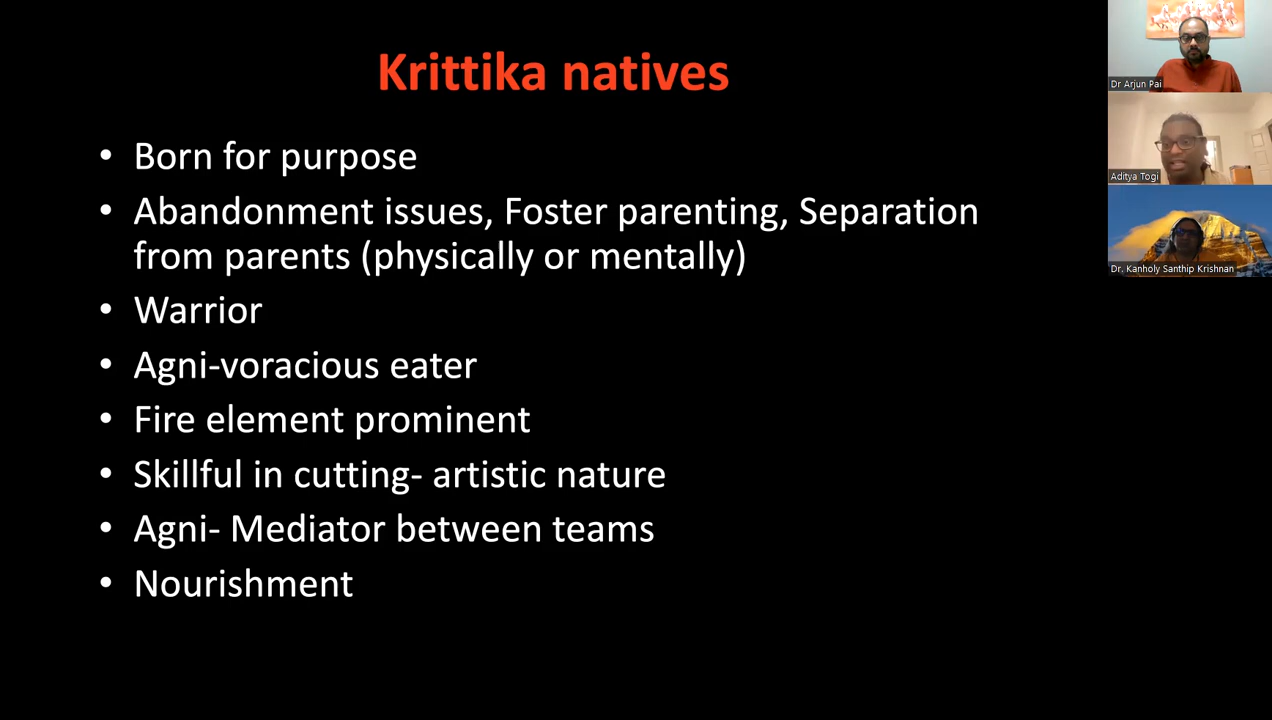 Krittika natives
• Born for purpose
• Abandonment issues, Foster parenting, Separation
from parents (physically or mentally)
• Warrior
• Agni-voracious eater
• Fire element prominent
• Skillful in cutting- artistic nature
• Agni- Mediator between teams
• Nourishment
Dr Arjun Pai
Aditya Togi
Dr. Kanholy Santhip Krishnan